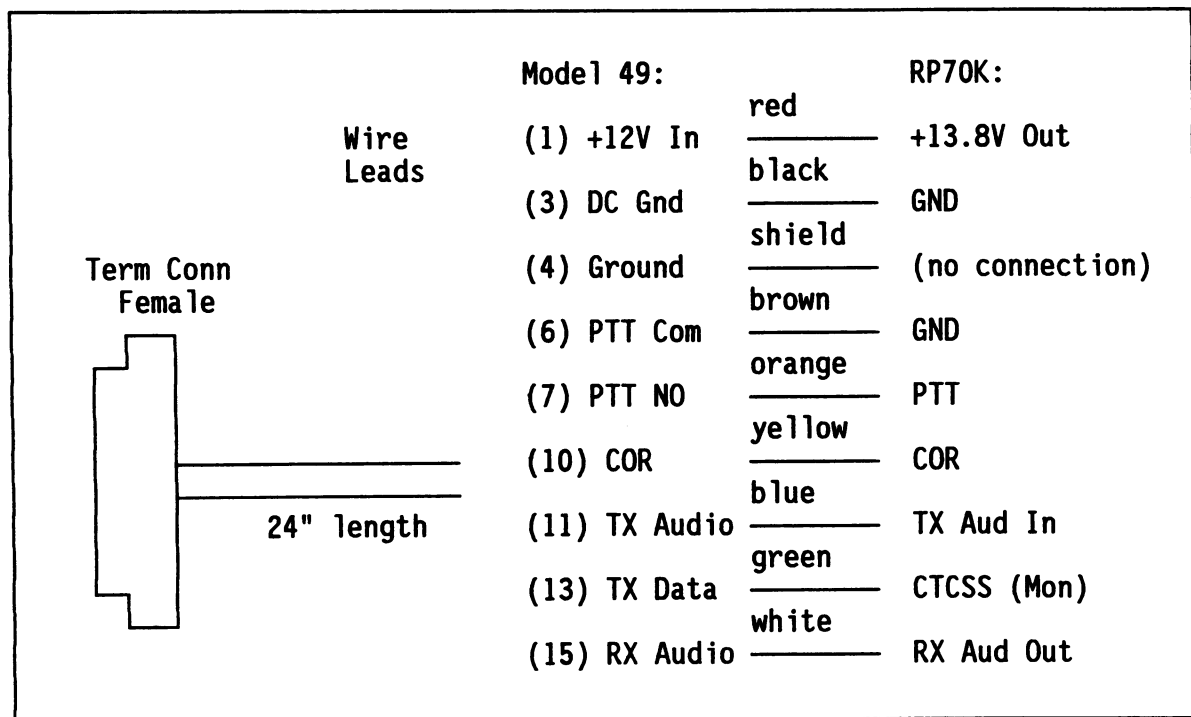 Model 49: RP70K:
Wire
Leads
red
(1) +12V In +13.8V Out
black
(3) DC Gnd GND
shield
(4) Ground (no connection)
Term Conn
Female
brown
(6) PTT Com GND
orange
(7) PTT NO PTT
yellow
(10) COR COR
blue
24" length
(11) TX Audio TX Aud In
green
(13) TX Data CTCSS (Mon)
white
(15) RX Audio RX Aud Out